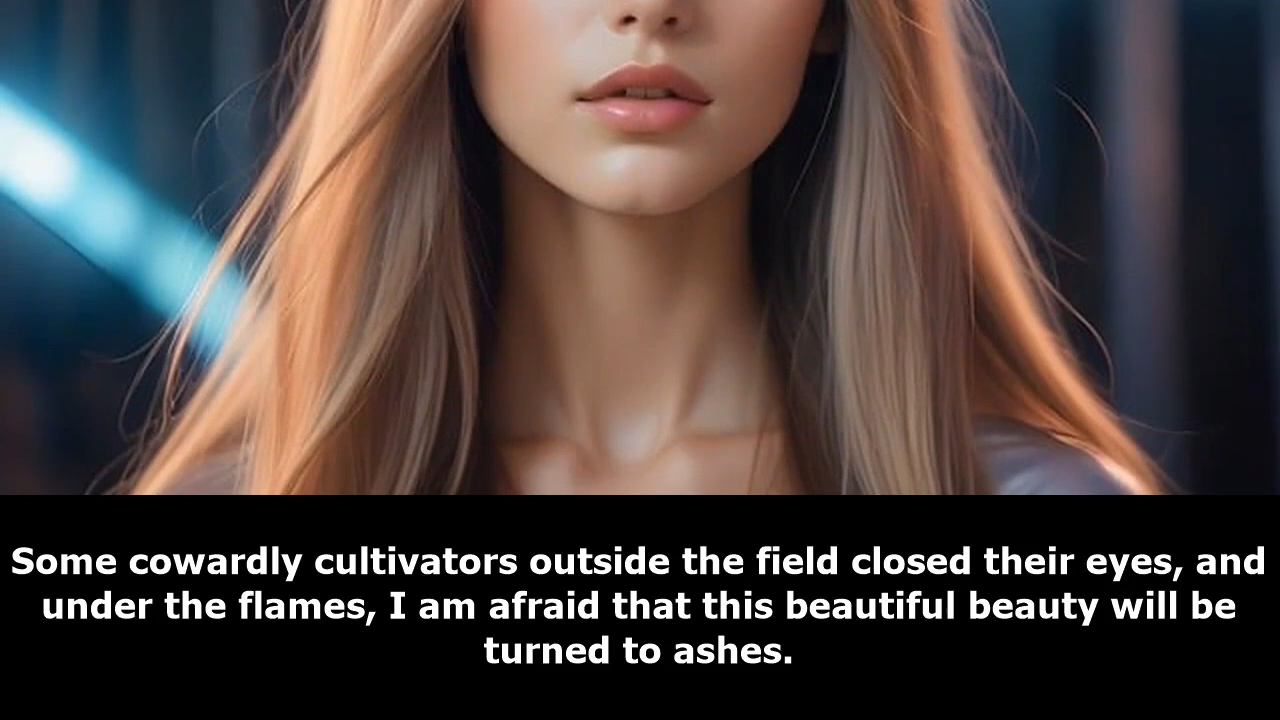 Some cowardly cultivators outside the field closed their eyes, and
under the flames, I am afraid that this beautiful beauty will be
turned to ashes.